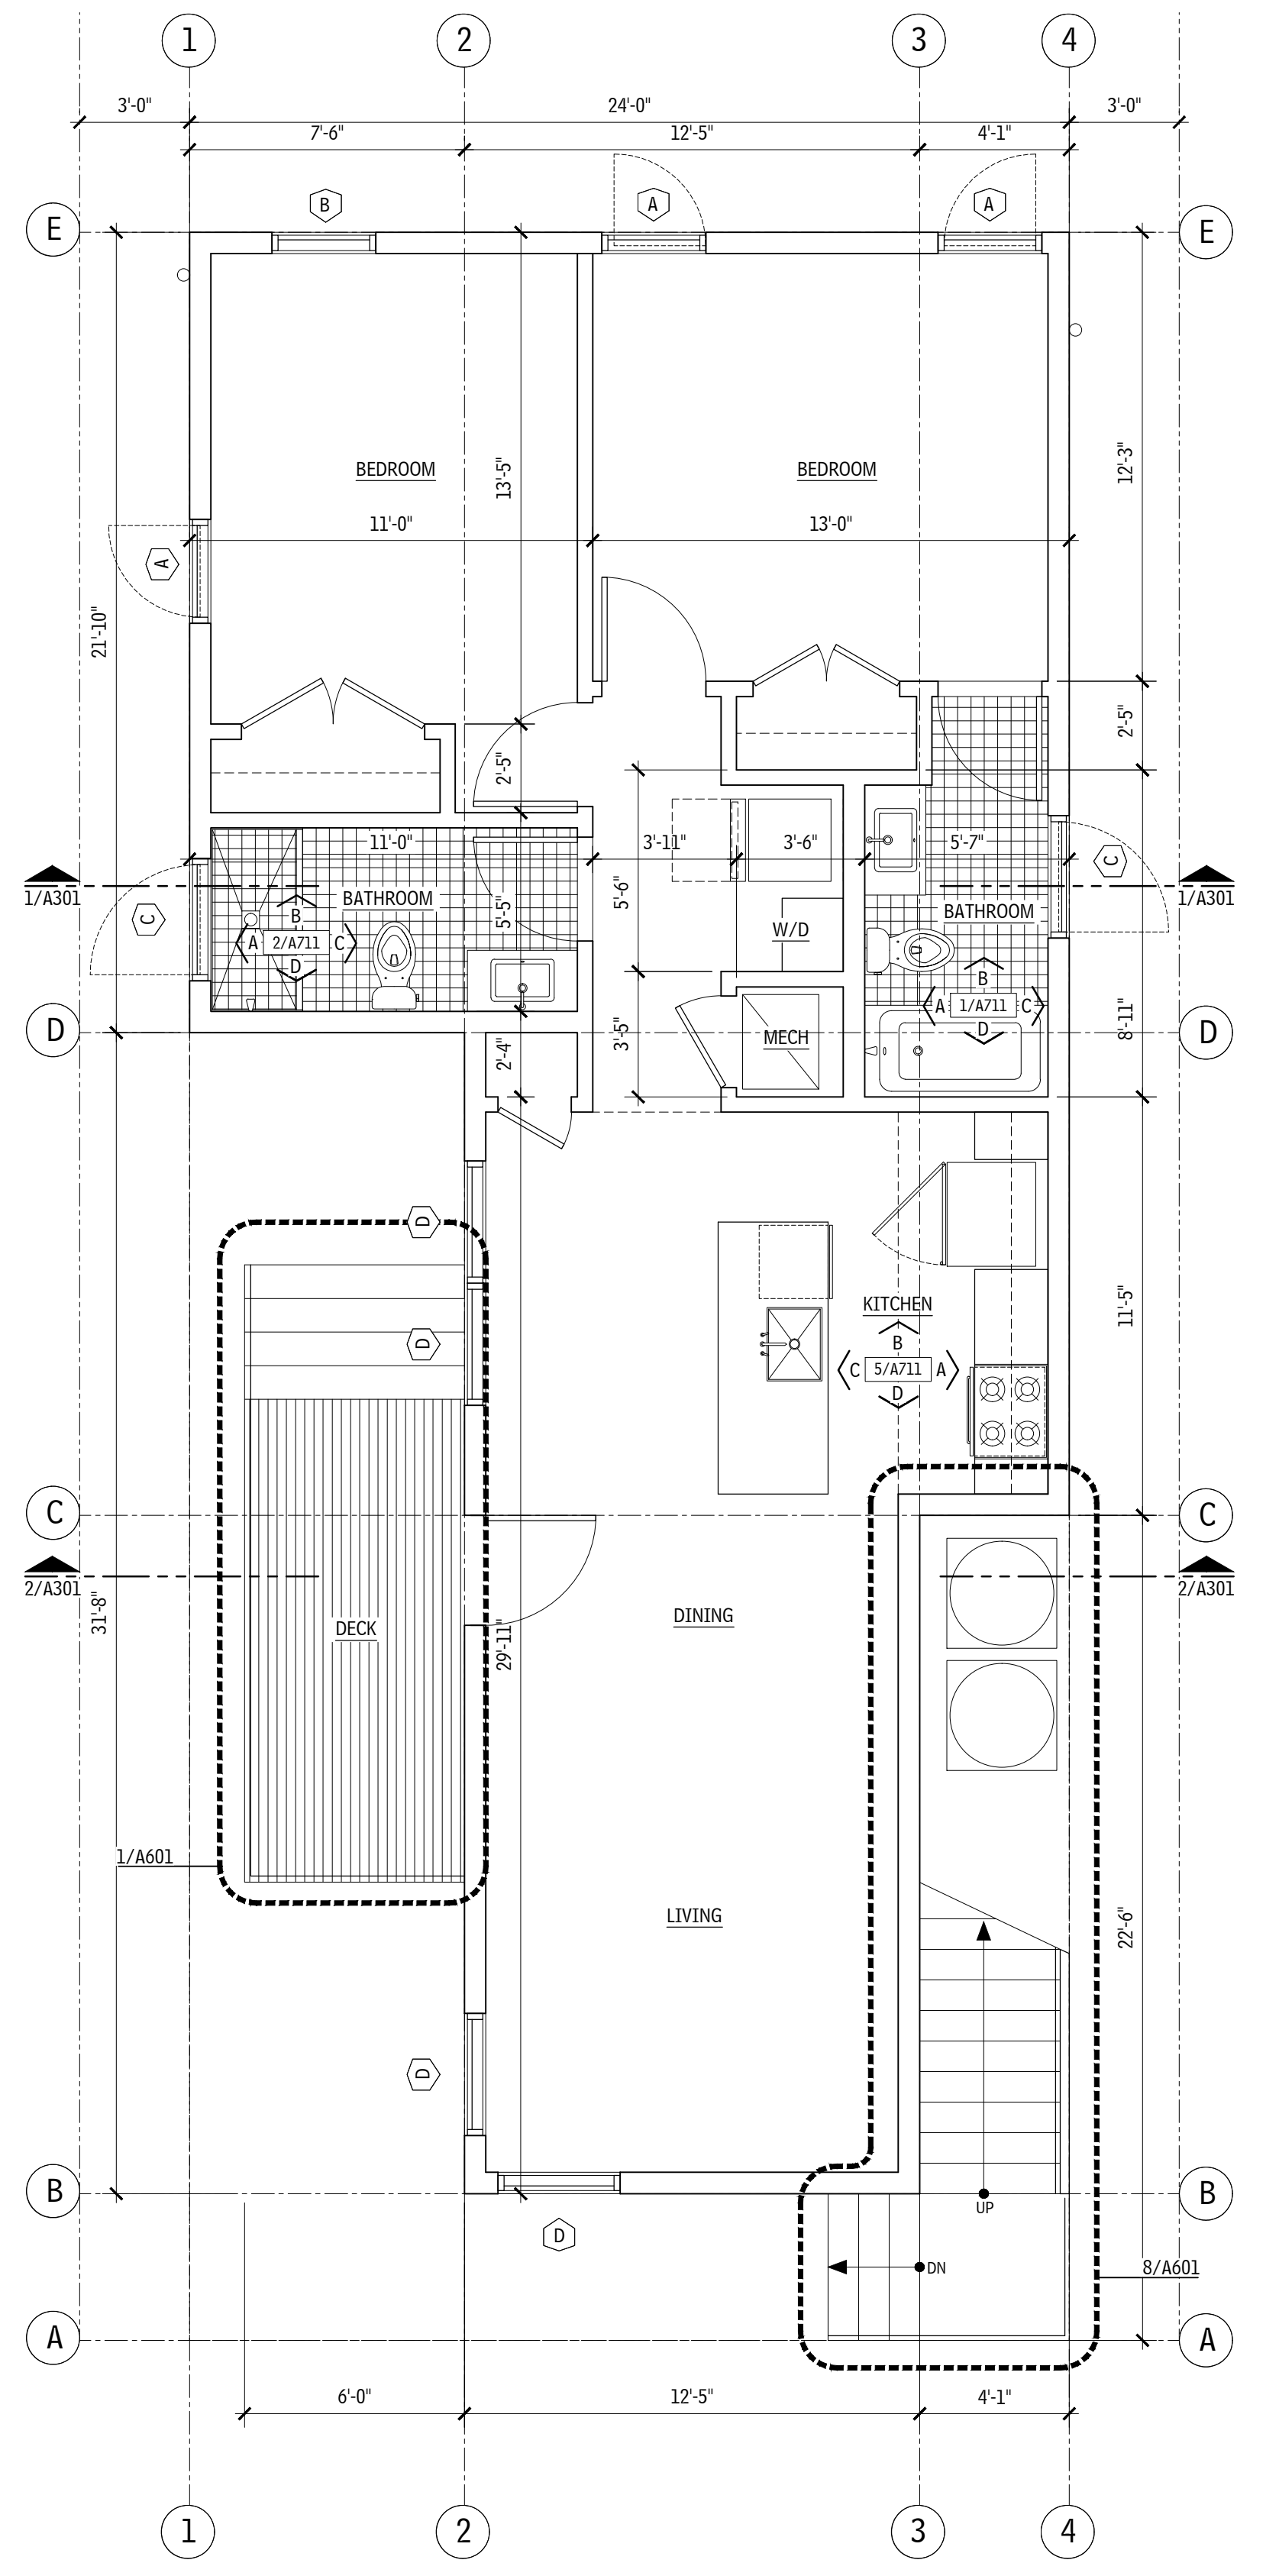 1 2 3 4
3'-0" 24'-0" 3'-0"
7'-6" 12'-5" 4'-1"
B A A
E E
BEDROOM BEDROOM
12'-3"
13'-5"
11'-0" 13'-0"
A
21'-10"
2'-5"
2'-5"
11'-0" 3'-11" 3'-6" 5'-7"
C
1/A301 1/A301
5'-6"
BATHROOM
5'-5"
BATHROOM
C
B
A 2/A711 C
D
W/D
B
A 1/A711 C
D
8'-11"
D D
3'-5"
MECH
2'-4"
D
11'-5"
KITCHEN
D
B
C 5/A711 A
D
C C
2/A301 2/A301
31'-8"
DINING
DECK
29'-11"
1/A601
LIVING
22'-6"
D
B B
UP
D
DN
8/A601
A A
6'-0" 12'-5" 4'-1"
1 2 3 4